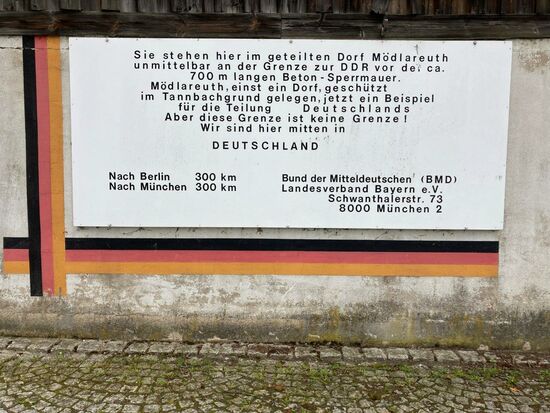 Sie stehen hier im geteilten Dorf Mödlareuth
unmittelbar an der Grenze zur DDR vor der ca.
700 m langen Beton-Sperrmauer.
Mödlareuth, einst ein Dorf, geschützt
im Tannbachgrund gelegen, jetzt ein Beispiel
für die Teilung Deutschlands
Aber diese Grenze ist keine Grenze!
Wir sind hier mitten in
DEUTSCHLAND
Nach Berlin 300 km
Nach München 300 km
Bund der Mitteldeutschen (BMD)
Landesverband Bayern e.V.
Schwanthalerstr. 73
8000 München 2